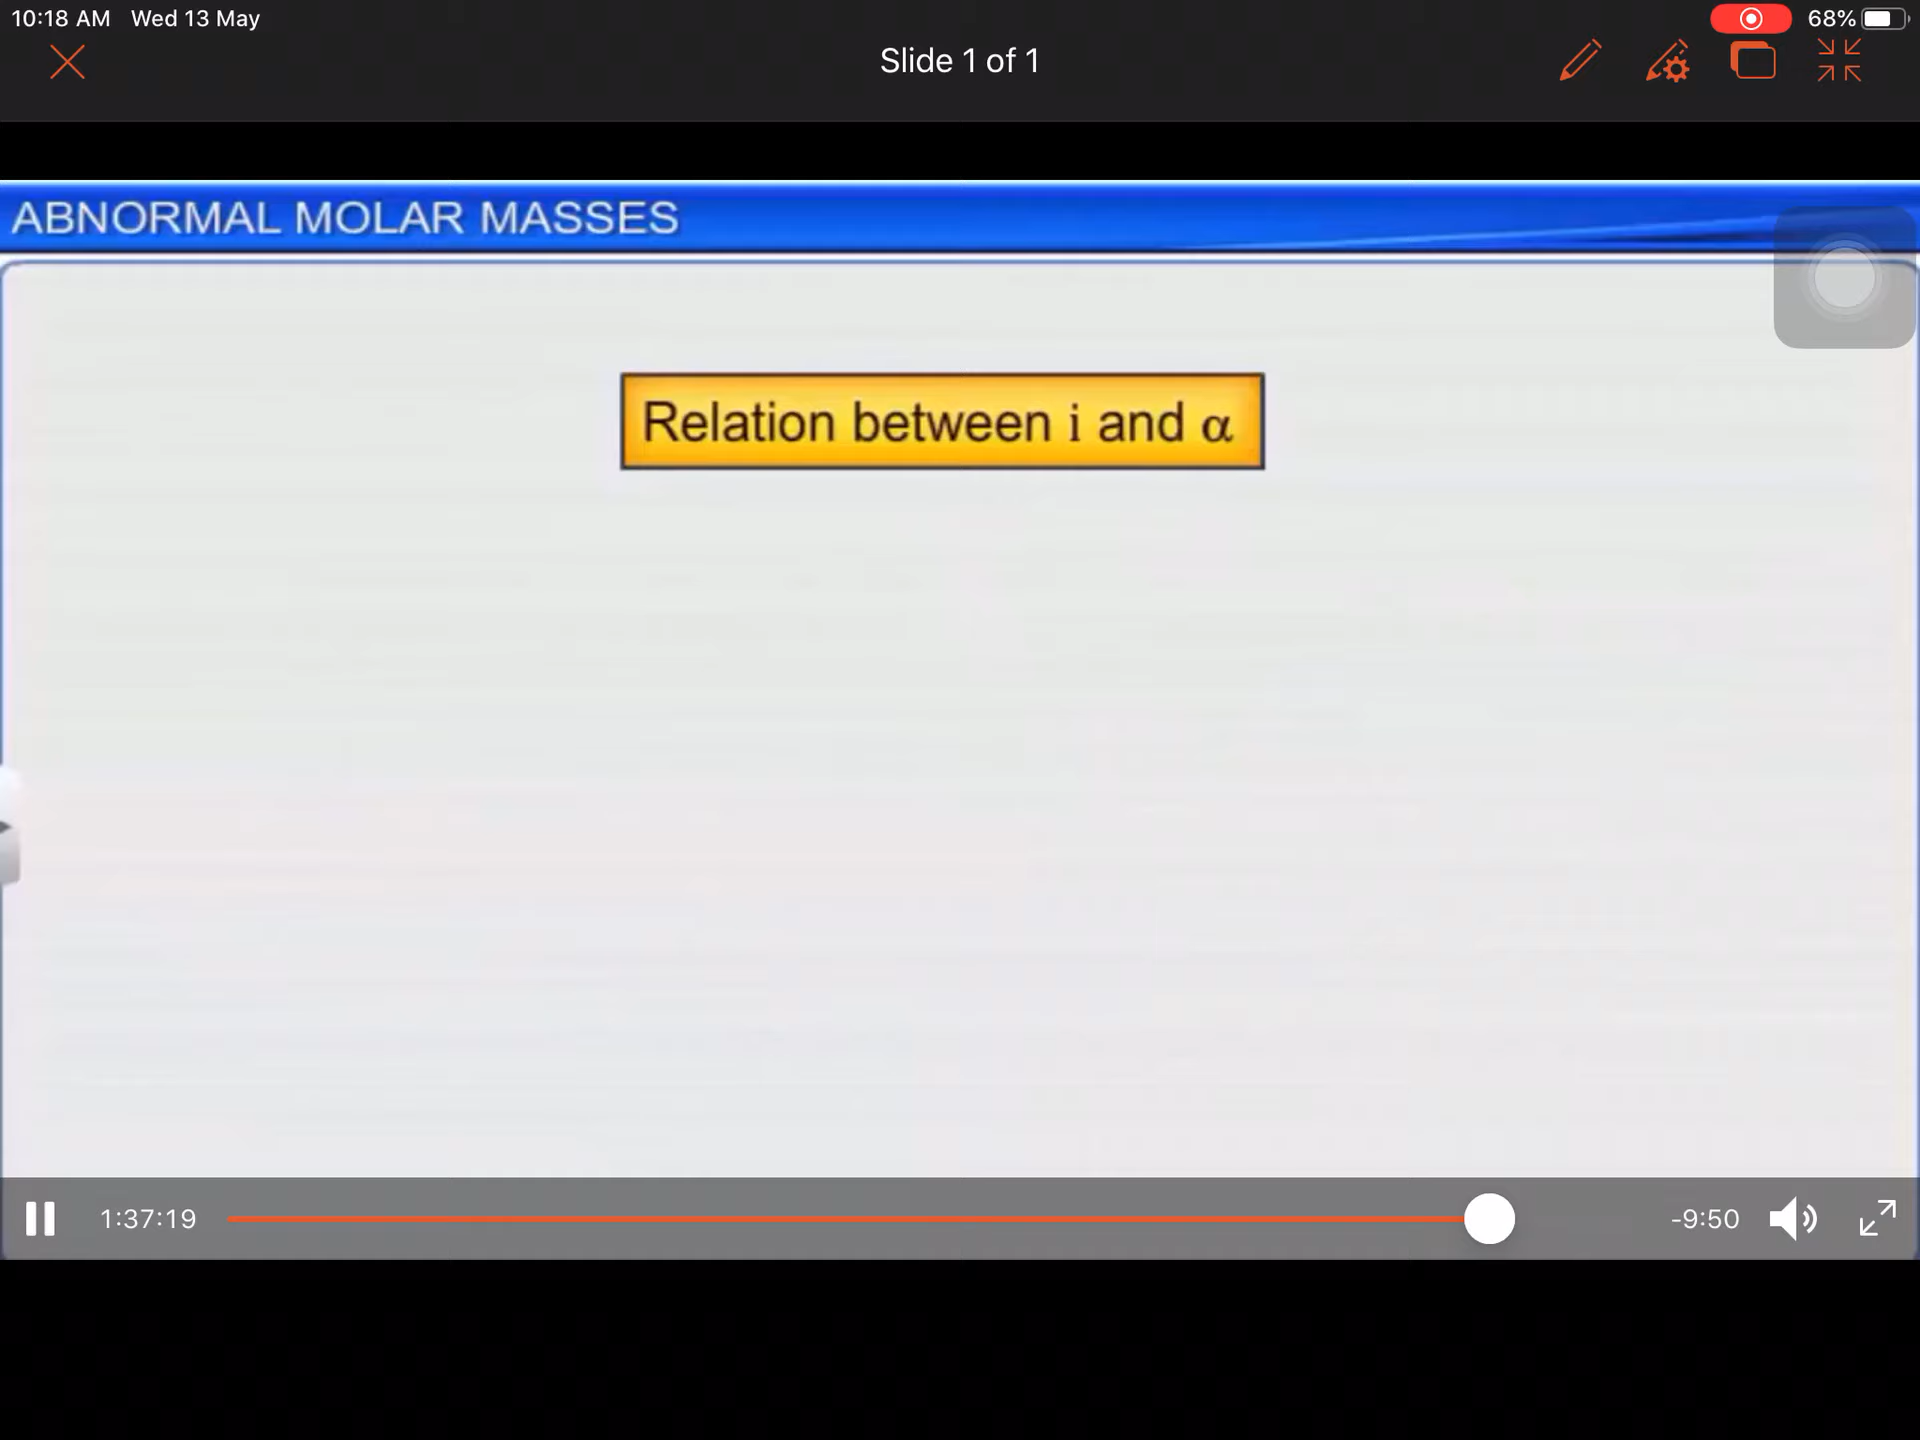 10:18 AM Wed 13 May
68%
Slide 1 of 1
ABNORMAL MOLAR MASSES
Relation between i and α
1:37:19
-9:50